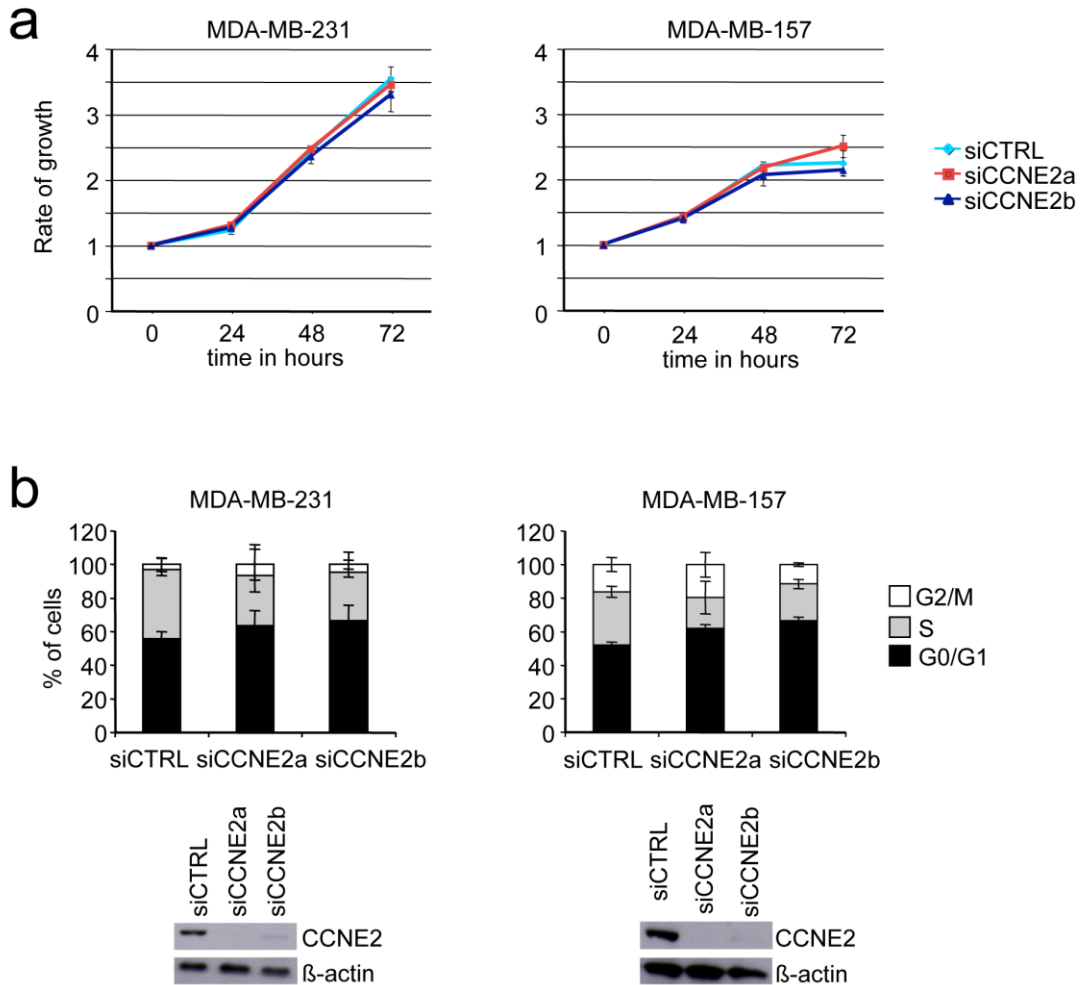 a
MDA-MB-231
MDA-MB-157
Rate of growth
4
3
2
1
0
0 24 48 72
time in hours
4
3
2
1
0
0 24 48 72
time in hours
siCTRL
siCCNE2a
siCCNE2b
b
MDA-MB-231
MDA-MB-157
% of cells
120
100
80
60
40
20
0
siCTRL siCCNE2a siCCNE2b
120
100
80
60
40
20
0
siCTRL siCCNE2a siCCNE2b
G2/M
S
G0/G1
siCTRL
siCCNE2a
siCCNE2b
CCNE2
ß-actin
siCTRL
siCCNE2a
siCCNE2b
CCNE2
ß-actin